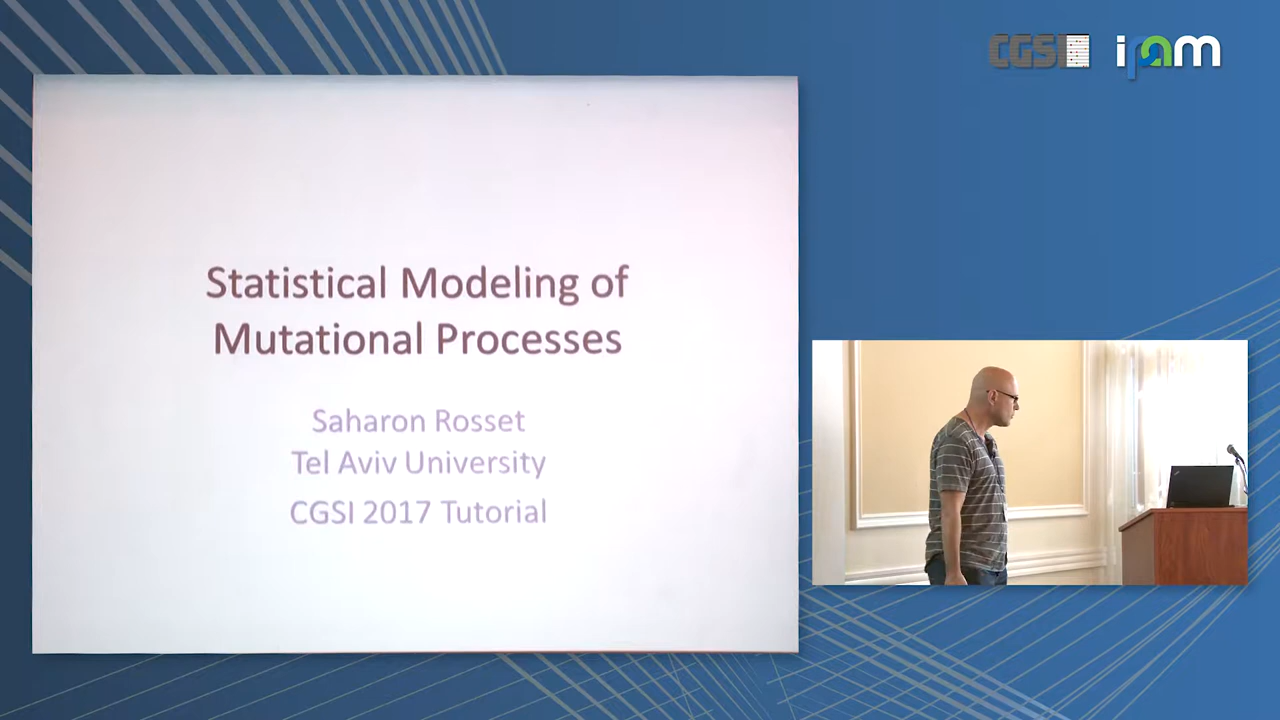 CGSI ipam
Statistical Modeling of
Mutational Processes
Saharon Rosset
Tel Aviv University
CGSI 2017 Tutorial